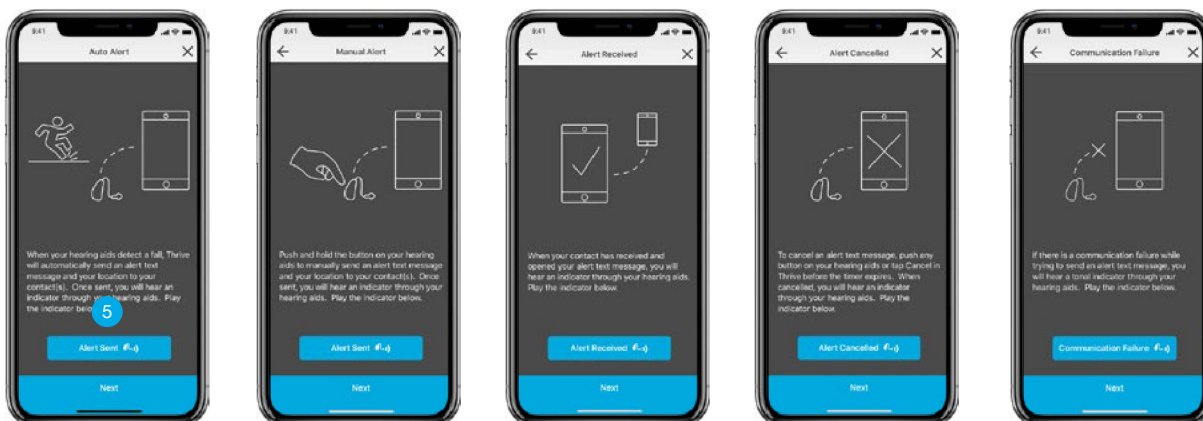 9:41
Auto Alert
When your hearing aids detect a fall, Thrive
will automatically send an alert text
message and your location to your
contact(s). Once sent, you will hear an
indicator through your hearing aids. Play
the indicator below.
5
Alert Sent
Next
9:41
Manual Alert
Push and hold the button on your hearing
aids to manually send an alert text message
and your location to your contact(s). Once
sent, you will hear an indicator through your
hearing aids. Play the indicator below.
Alert Sent
Next
9:41
Alert Received
When your contact has received and
opened your alert text message, you will
hear an indicator through your hearing aids.
Play the indicator below.
Alert Received
Next
9:41
Alert Cancelled
To cancel an alert text message, push any
button on your hearing aids or tap Cancel in
Thrive before the timer expires. When
cancelled, you will hear an indicator
through your hearing aids. Play the
indicator below.
Alert Cancelled
Next
9:41
Communication Failure
If there is a communication failure while
trying to send an alert text message, you
will hear a tonal indicator through your
hearing aids. Play the indicator below.
Communication Failure
Next